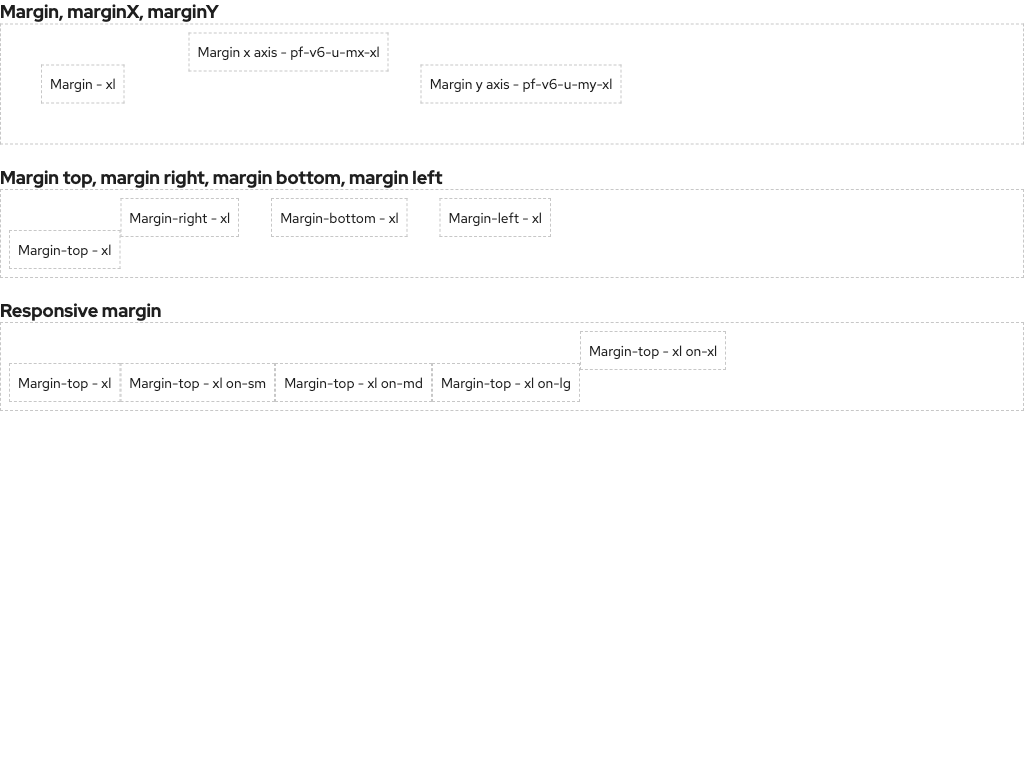 Margin, marginX, marginY
Margin - xl
Margin x axis - pf-v6-u-mx-xl
Margin y axis - pf-v6-u-my-xl
Margin top, margin right, margin bottom, margin left
Margin-top - xl
Margin-right - xl
Margin-bottom - xl
Margin-left - xl
Responsive margin
Margin-top - xl
Margin-top - xl on-sm
Margin-top - xl on-md
Margin-top - xl on-lg
Margin-top - xl on-xl